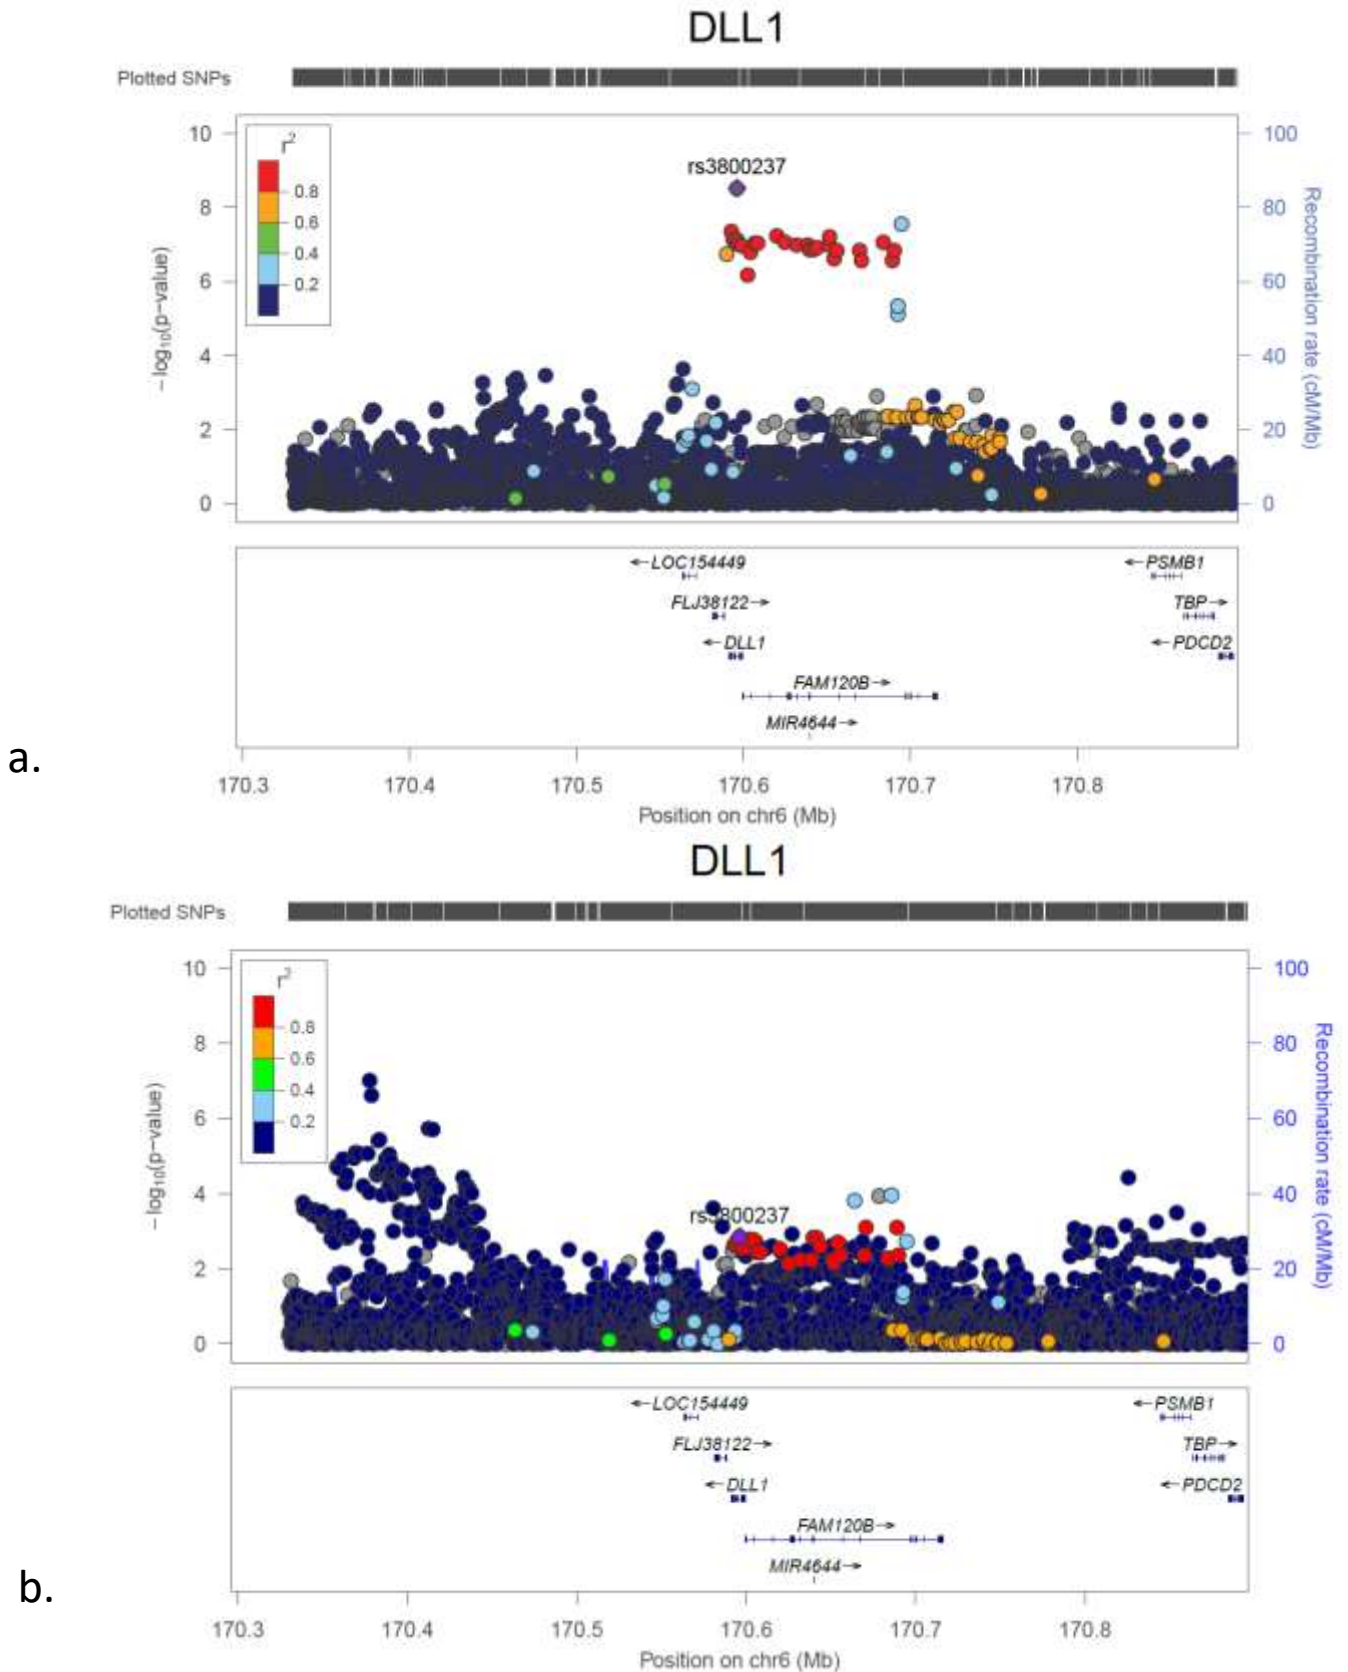 DLL1
Plotted SNPs
10 100
r2
rs3800237
0.8
8 80
0.6
0.4
0.2
6 60
4 40
2 20
0 0
−log10(p−value)
Recombination rate (cM/Mb)
←LOC154449 ←PSMB1
FLJ38122→ TBP→
←DLL1 ←PDCD2
FAM120B→
MIR4644→
a.
170.3 170.4 170.5 170.6 170.7 170.8
Position on chr6 (Mb)
DLL1
Plotted SNPs
10 100
r2
0.8
8 80
0.6
0.4
0.2
6 60
4 40
rs3800237
2 20
0 0
−log10(p−value)
Recombination rate (cM/Mb)
←LOC154449 ←PSMB1
FLJ38122→ TBP→
←DLL1 ←PDCD2
FAM120B→
MIR4644→
b.
170.3 170.4 170.5 170.6 170.7 170.8
Position on chr6 (Mb)